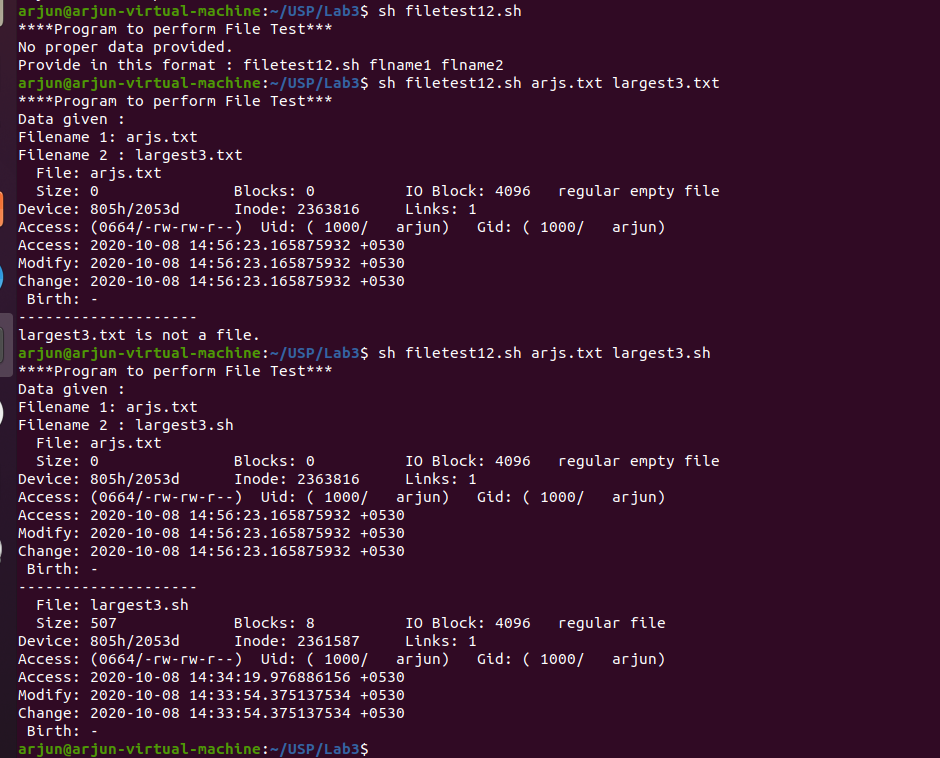 arjun@arjun-virtual-machine:~/USP/Lab3$ sh filetest12.sh
****Program to perform File Test***
No proper data provided.
Provide in this format : filetest12.sh flname1 flname2
arjun@arjun-virtual-machine:~/USP/Lab3$ sh filetest12.sh arjs.txt largest3.txt
****Program to perform File Test***
Data given :
Filename 1: arjs.txt
Filename 2 : largest3.txt
  File: arjs.txt
  Size: 0               Blocks: 0          IO Block: 4096   regular empty file
Device: 805h/2053d      Inode: 2363816     Links: 1
Access: (0664/-rw-rw-r--)  Uid: ( 1000/   arjun)   Gid: ( 1000/   arjun)
Access: 2020-10-08 14:56:23.165875932 +0530
Modify: 2020-10-08 14:56:23.165875932 +0530
Change: 2020-10-08 14:56:23.165875932 +0530
 Birth: -
--------------------
largest3.txt is not a file.
arjun@arjun-virtual-machine:~/USP/Lab3$ sh filetest12.sh arjs.txt largest3.sh
****Program to perform File Test***
Data given :
Filename 1: arjs.txt
Filename 2 : largest3.sh
  File: arjs.txt
  Size: 0               Blocks: 0          IO Block: 4096   regular empty file
Device: 805h/2053d      Inode: 2363816     Links: 1
Access: (0664/-rw-rw-r--)  Uid: ( 1000/   arjun)   Gid: ( 1000/   arjun)
Access: 2020-10-08 14:56:23.165875932 +0530
Modify: 2020-10-08 14:56:23.165875932 +0530
Change: 2020-10-08 14:56:23.165875932 +0530
 Birth: -
--------------------
  File: largest3.sh
  Size: 507             Blocks: 8          IO Block: 4096   regular file
Device: 805h/2053d      Inode: 2361587     Links: 1
Access: (0664/-rw-rw-r--)  Uid: ( 1000/   arjun)   Gid: ( 1000/   arjun)
Access: 2020-10-08 14:34:19.976886156 +0530
Modify: 2020-10-08 14:33:54.375137534 +0530
Change: 2020-10-08 14:33:54.375137534 +0530
 Birth: -
arjun@arjun-virtual-machine:~/USP/Lab3$